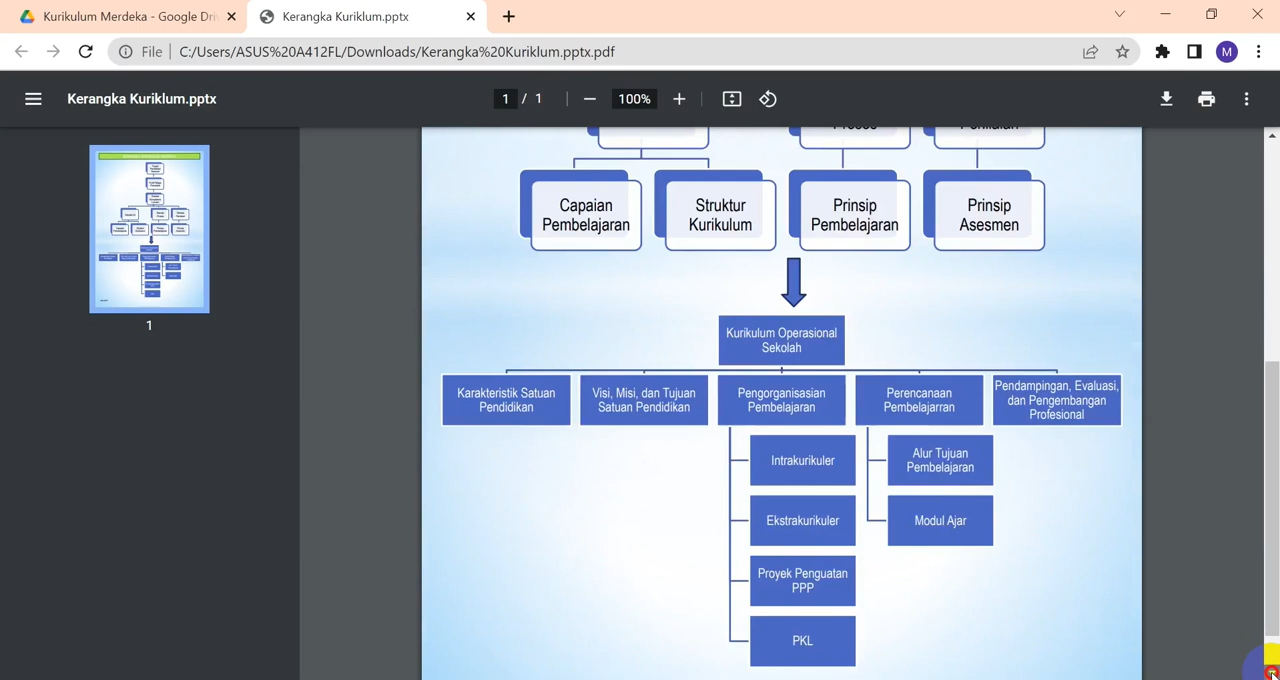 Kurikulum Merdeka - Google Dri
Kerangka Kuriklum.pptx
File
C:/Users/ASUS%20A412FL/Downloads/Kerangka%20Kuriklum.pptx.pdf
M
Kerangka Kuriklum.pptx
1 / 1
100%
1
Capaian
Pembelajaran
Struktur
Kurikulum
Prinsip
Pembelajaran
Prinsip
Asesmen
Kurikulum Operasional
Sekolah
Karakteristik Satuan
Pendidikan
Visi, Misi, dan Tujuan
Satuan Pendidikan
Pengorganisasian
Pembelajaran
Perencanaan
Pembelajarran
Pendampingan, Evaluasi,
dan Pengembangan
Profesional
Intrakurikuler
Alur Tujuan
Pembelajaran
Ekstrakurikuler
Modul Ajar
Proyek Penguatan
PPP
PKL